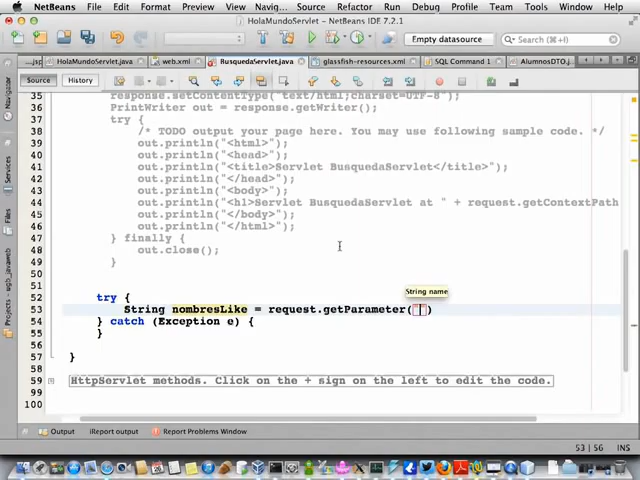 NetBeans File Edit Format View Navigate Source Refactor Run Debug Profile Team Tools Window Help
HolaMundoServlet - NetBeans IDE 7.2.1
Empty datasource
Search (⌘+I)
...jsp HolaMundoServlet.java web.xml BusquedaServlet.java glassfish-resources.xml SQL Command 1 AlumnosDTO.j
Source History
Navigator
Services
Files
wgb_javaweb
35 response.setContentType("text/html;charset=UTF-8");
36 PrintWriter out = response.getWriter();
37 try {
38 /* TODO output your page here. You may use following sample code. */
39 out.println("<html>");
40 out.println("<head>");
41 out.println("<title>Servlet BusquedaServlet</title>");
42 out.println("</head>");
43 out.println("<body>");
44 out.println("<h1>Servlet BusquedaServlet at " + request.getContextPath
45 out.println("</body>");
46 out.println("</html>");
47 } finally {
48 out.close();
49 }
50
51
String name
52 try {
53 String nombresLike = request.getParameter("")
54 } catch (Exception e) {
55 }
56
57 }
58
59 HttpServlet methods. Click on the + sign on the left to edit the code.
99
100
Output iReport output Report Problems Window 53 | 56 INS